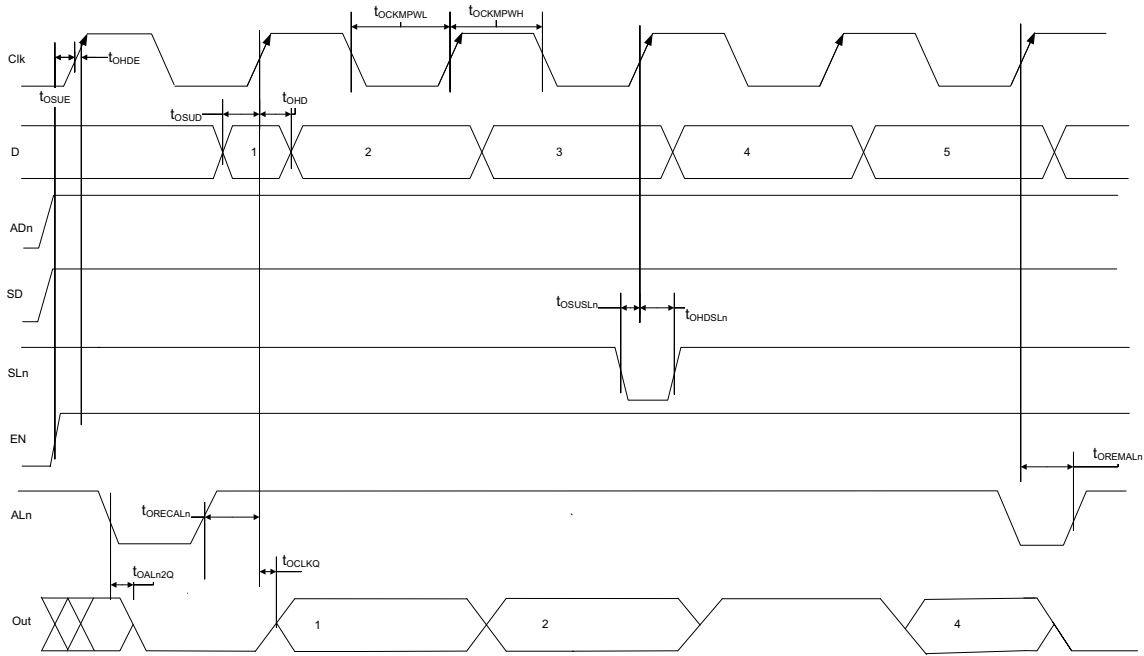 tOCKMPWL
tOCKMPWH
Clk
tOHDE
tOSUE
tOSUD
tOHD
D
1
2
3
4
5
ADn
SD
tOSUSLn
tOHDSLn
SLn
EN
tOREMALn
ALn
tORECALn
tOALn2Q
tOCLKQ
Out
1
2
4